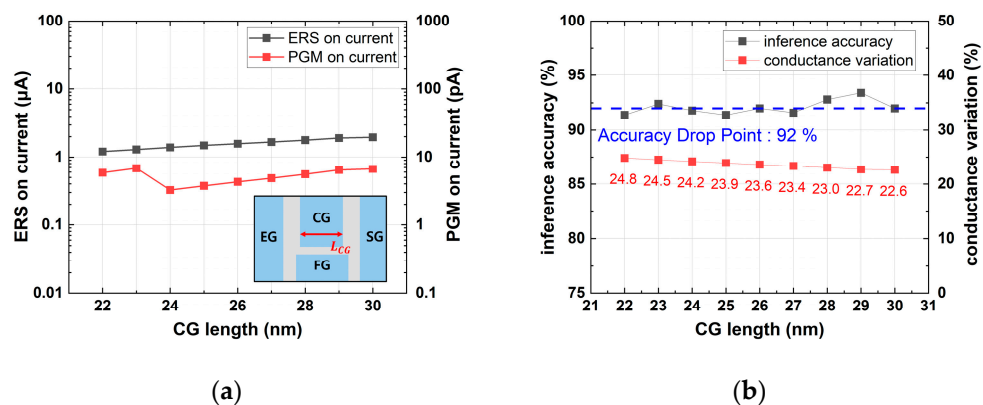 ERS on current
PGM on current
ERS on current (μA)
100
10
1
0.1
0.01
PGM on current (pA)
1000
100
10
1
0.1
EG
CG
L_CG
FG
SG
22 24 26 28 30
CG length (nm)
(a)
inference accuracy
conductance variation
inference accuracy (%)
100
95
90
85
80
75
conductance variation (%)
50
40
30
20
10
0
Accuracy Drop Point : 92 %
24.8 24.5 24.2 23.9 23.6 23.4 23.0 22.7 22.6
21 22 23 24 25 26 27 28 29 30 31
CG length (nm)
(b)